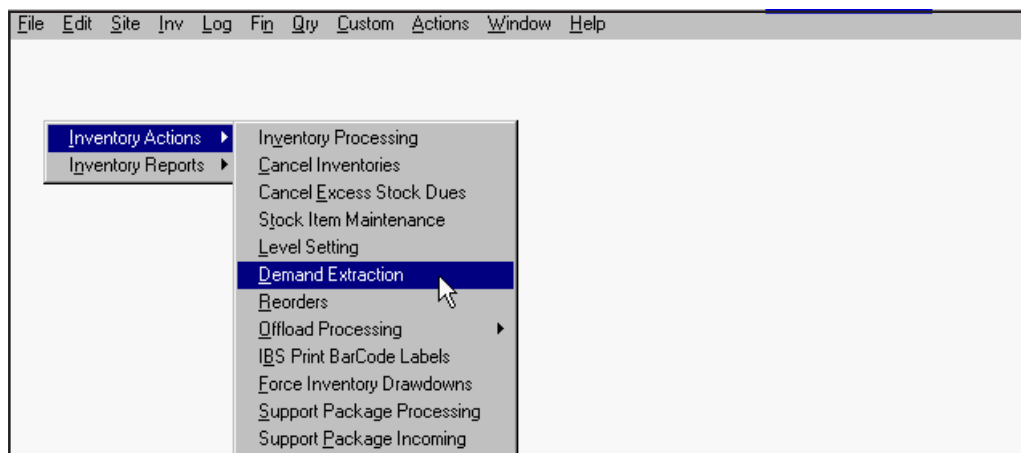 File Edit Site Inv Log Fin Qry Custom Actions Window Help
Inventory Actions
Inventory Reports
Inventory Processing
Cancel Inventories
Cancel Excess Stock Dues
Stock Item Maintenance
Level Setting
Demand Extraction
Reorders
Offload Processing
IBS Print BarCode Labels
Force Inventory Drawdowns
Support Package Processing
Support Package Incoming